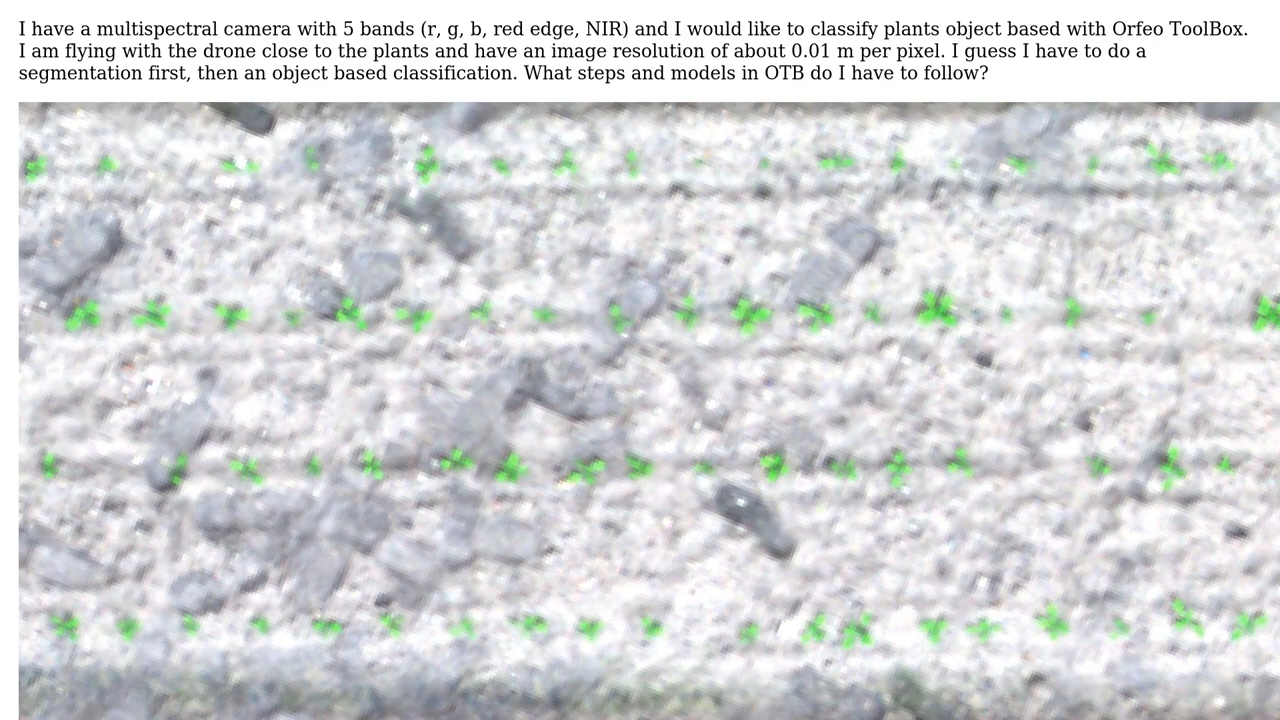 I have a multispectral camera with 5 bands (r, g, b, red edge, NIR) and I would like to classify plants object based with Orfeo ToolBox.
I am flying with the drone close to the plants and have an image resolution of about 0.01 m per pixel. I guess I have to do a
segmentation first, then an object based classification. What steps and models in OTB do I have to follow?